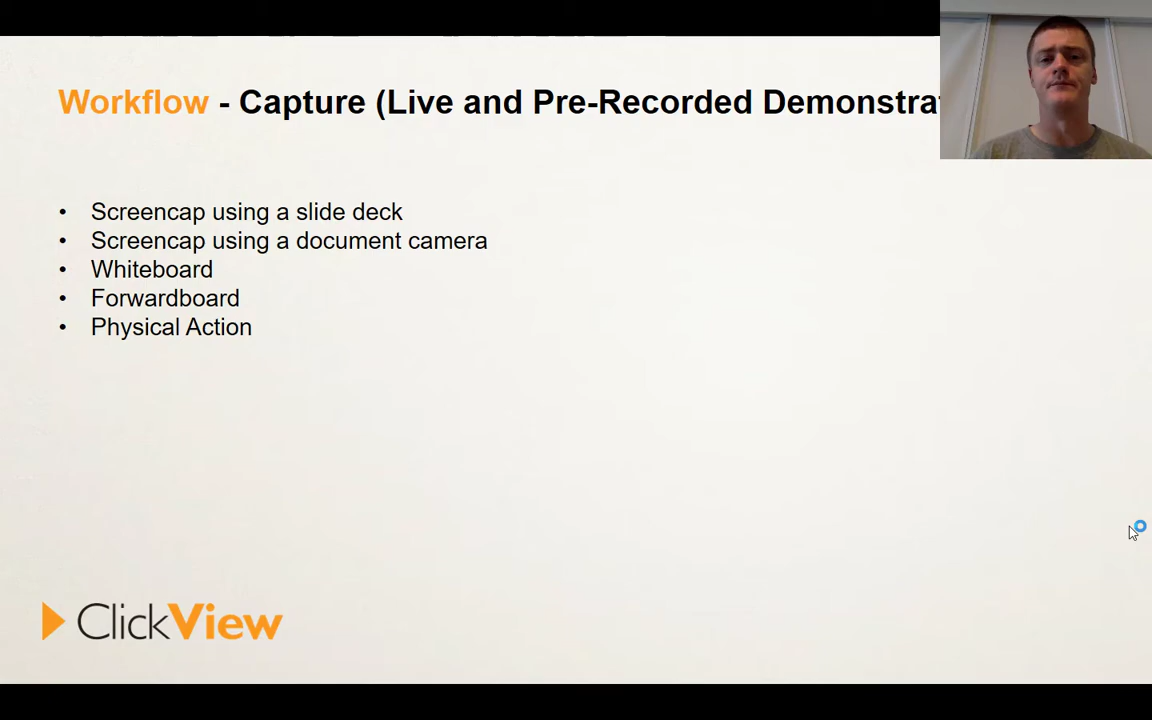 Workflow - Capture (Live and Pre-Recorded
• Screencap using a slide deck
• Screencap using a document camera
• Whiteboard
• Forwardboard
• Physical Action
ClickView